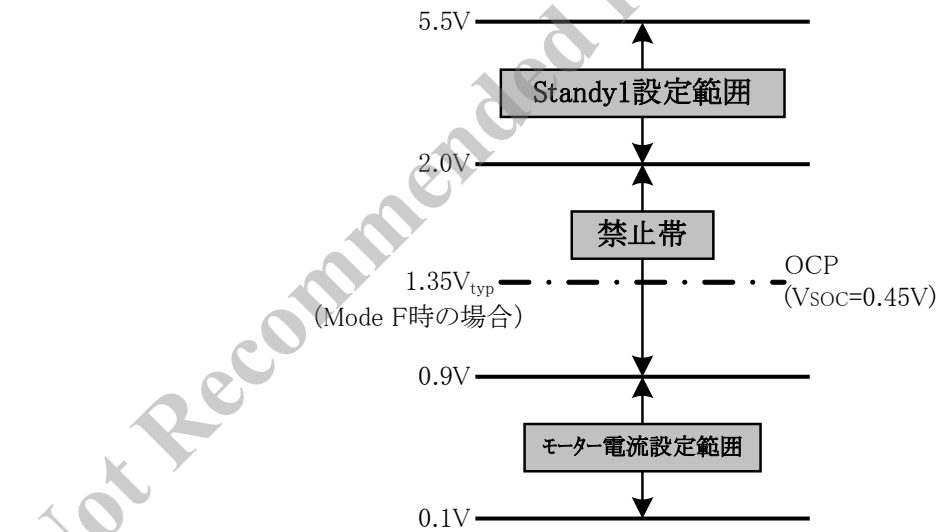 5.5V
Standy1設定範囲
2.0V
禁止帯
1.35Vtyp
(Mode F時の場合)
OCP
(VSOC=0.45V)
0.9V
モーター電流設定範囲
0.1V
Not Recommended